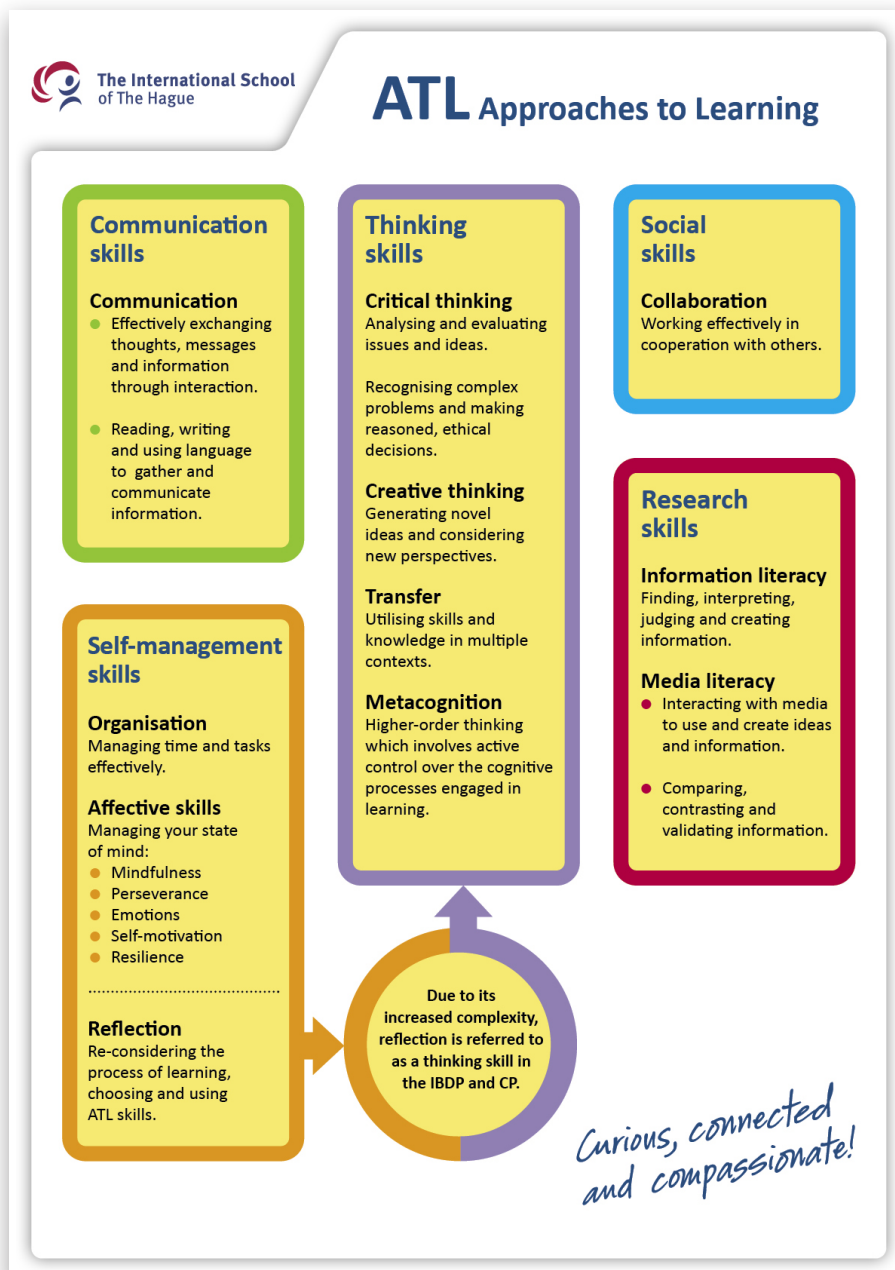 The International School
of The Hague
ATL Approaches to Learning
Communication
skills
Communication
Effectively exchanging
thoughts, messages
and information
through interaction.
Reading, writing
and using language
to gather and
communicate
information.
Self-management
skills
Organisation
Managing time and tasks
effectively.
Affective skills
Managing your state
of mind:
Mindfulness
Perseverance
Emotions
Self-motivation
Resilience
Reflection
Re-considering the
process of learning,
choosing and using
ATL skills.
Thinking
skills
Critical thinking
Analysing and evaluating
issues and ideas.
Recognising complex
problems and making
reasoned, ethical
decisions.
Creative thinking
Generating novel
ideas and considering
new perspectives.
Transfer
Utilising skills and
knowledge in multiple
contexts.
Metacognition
Higher-order thinking
which involves active
control over the cognitive
processes engaged in
learning.
Due to its
increased complexity,
reflection is referred to
as a thinking skill in
the IBDP and CP.
Social
skills
Collaboration
Working effectively in
cooperation with others.
Research
skills
Information literacy
Finding, interpreting,
judging and creating
information.
Media literacy
Interacting with media
to use and create ideas
and information.
Comparing,
contrasting and
validating information.
Curious, connected
and compassionate!